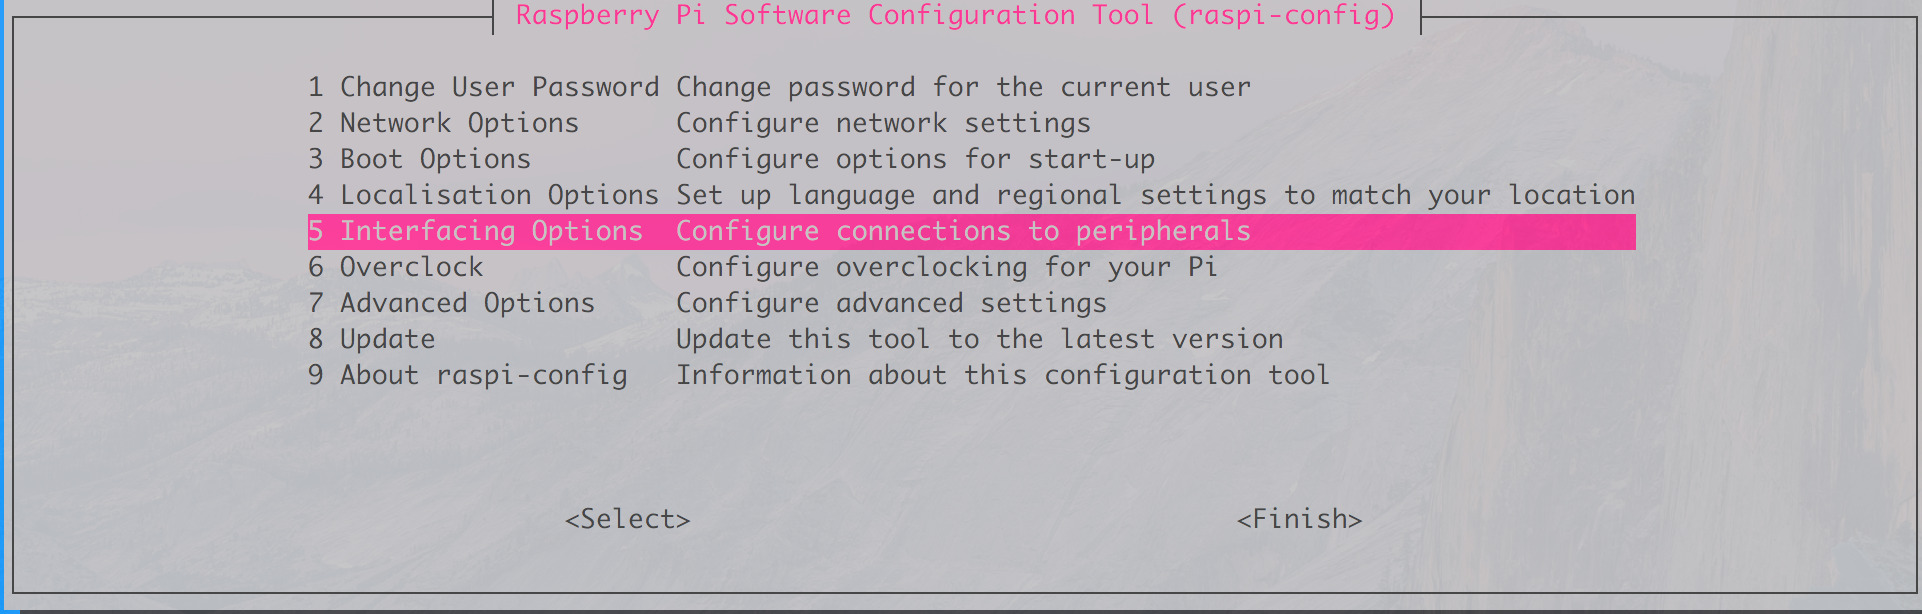 Raspberry Pi Software Configuration Tool (raspi-config)
1 Change User Password Change password for the current user
2 Network Options Configure network settings
3 Boot Options Configure options for start-up
4 Localisation Options Set up language and regional settings to match your location
5 Interfacing Options Configure connections to peripherals
6 Overclock Configure overclocking for your Pi
7 Advanced Options Configure advanced settings
8 Update Update this tool to the latest version
9 About raspi-config Information about this configuration tool
<Select> <Finish>